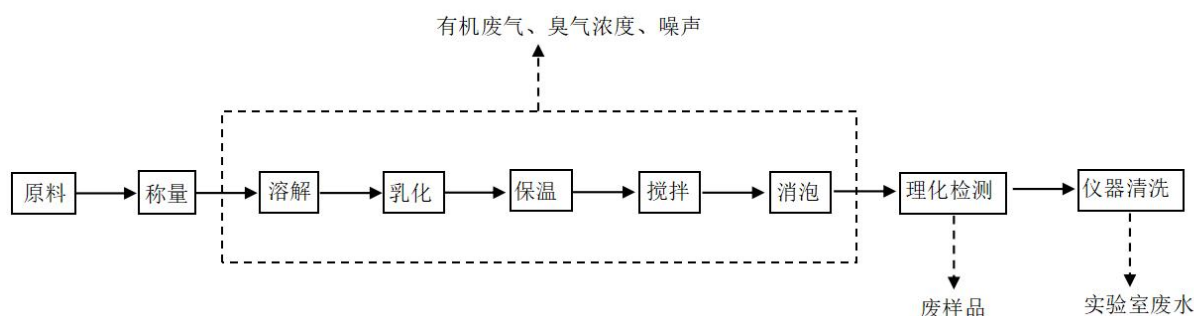 有机废气、臭气浓度、噪声
原料
称量
溶解
乳化
保温
搅拌
消泡
理化检测
仪器清洗
废样品
实验室废水